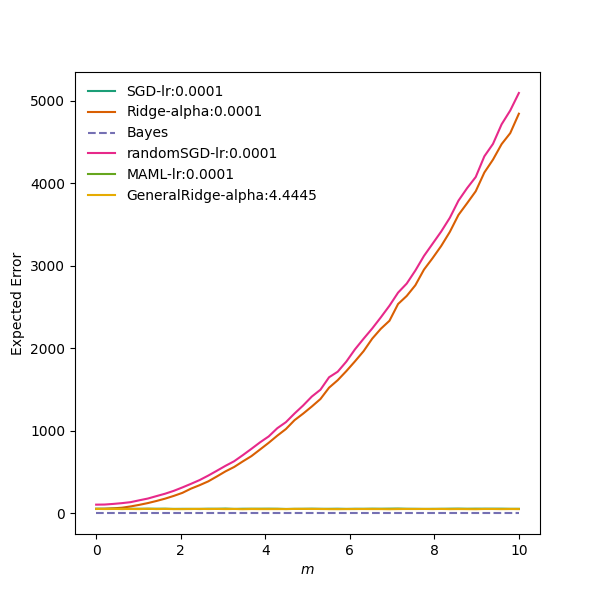 SGD-lr:0.0001
Ridge-alpha:0.0001
Bayes
randomSGD-lr:0.0001
MAML-lr:0.0001
GeneralRidge-alpha:4.4445
5000
4000
3000
2000
1000
0
Expected Error
0 2 4 6 8 10
m